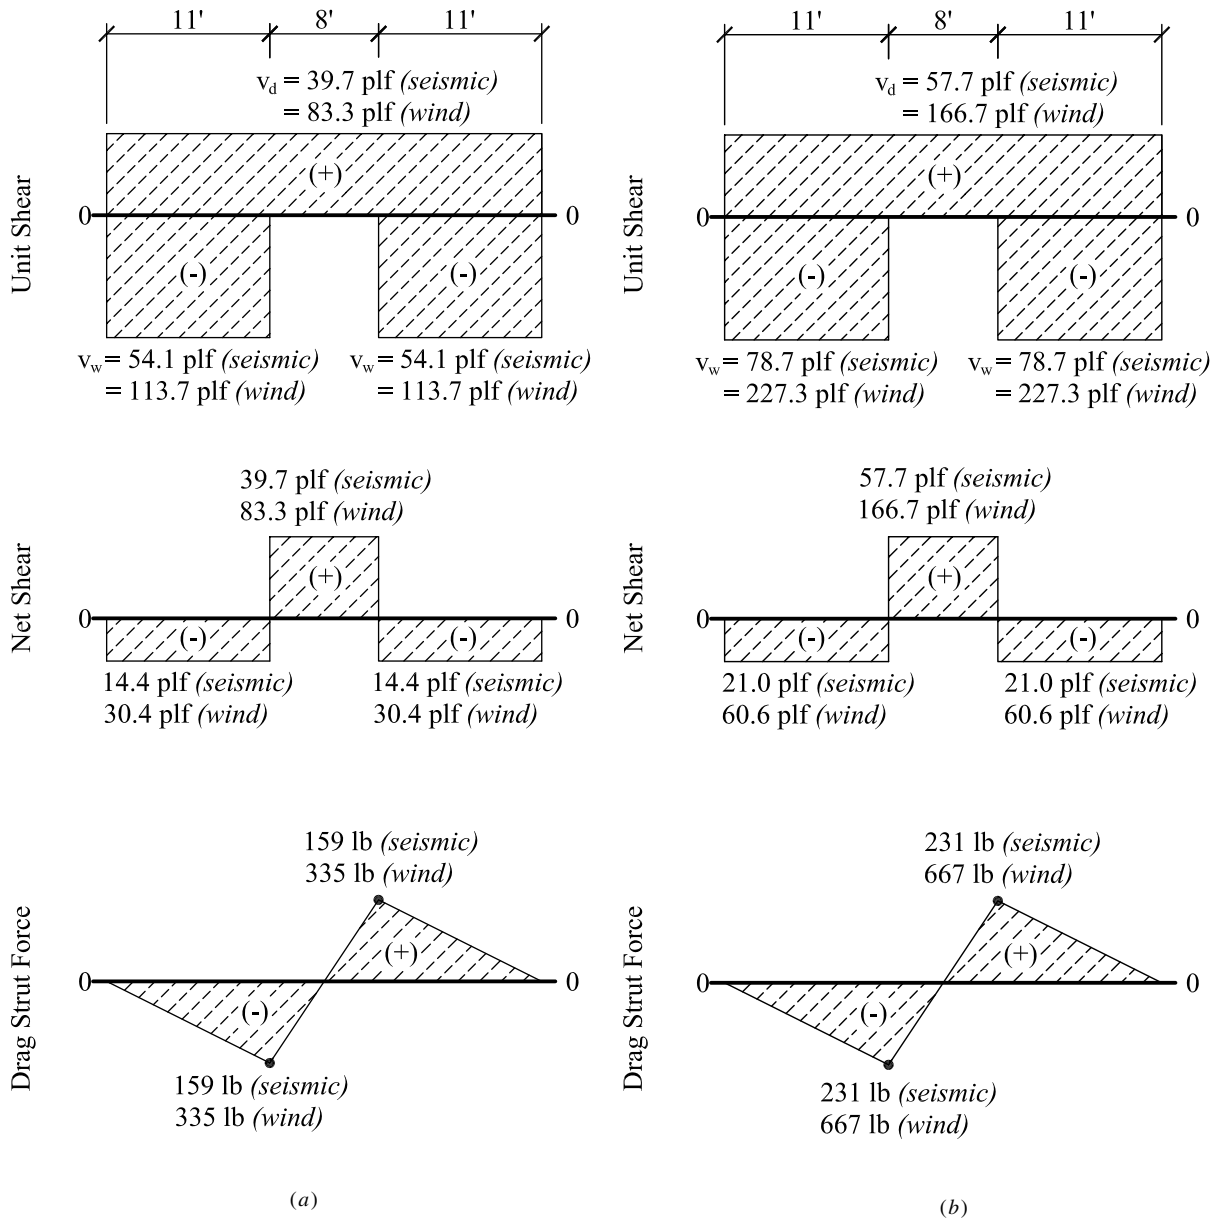 11' 8' 11'
v_d = 39.7 plf (seismic)
= 83.3 plf (wind)
Unit Shear
(+)
0 0
(-) (-)
v_w = 54.1 plf (seismic) v_w = 54.1 plf (seismic)
= 113.7 plf (wind) = 113.7 plf (wind)
39.7 plf (seismic)
83.3 plf (wind)
Net Shear
(+)
0 0
(-) (-)
14.4 plf (seismic) 14.4 plf (seismic)
30.4 plf (wind) 30.4 plf (wind)
159 lb (seismic)
335 lb (wind)
Drag Strut Force
(+)
0 0
(-)
159 lb (seismic)
335 lb (wind)
(a)
11' 8' 11'
v_d = 57.7 plf (seismic)
= 166.7 plf (wind)
Unit Shear
(+)
0 0
(-) (-)
v_w = 78.7 plf (seismic) v_w = 78.7 plf (seismic)
= 227.3 plf (wind) = 227.3 plf (wind)
57.7 plf (seismic)
166.7 plf (wind)
Net Shear
(+)
0 0
(-) (-)
21.0 plf (seismic) 21.0 plf (seismic)
60.6 plf (wind) 60.6 plf (wind)
231 lb (seismic)
667 lb (wind)
Drag Strut Force
(+)
0 0
(-)
231 lb (seismic)
667 lb (wind)
(b)